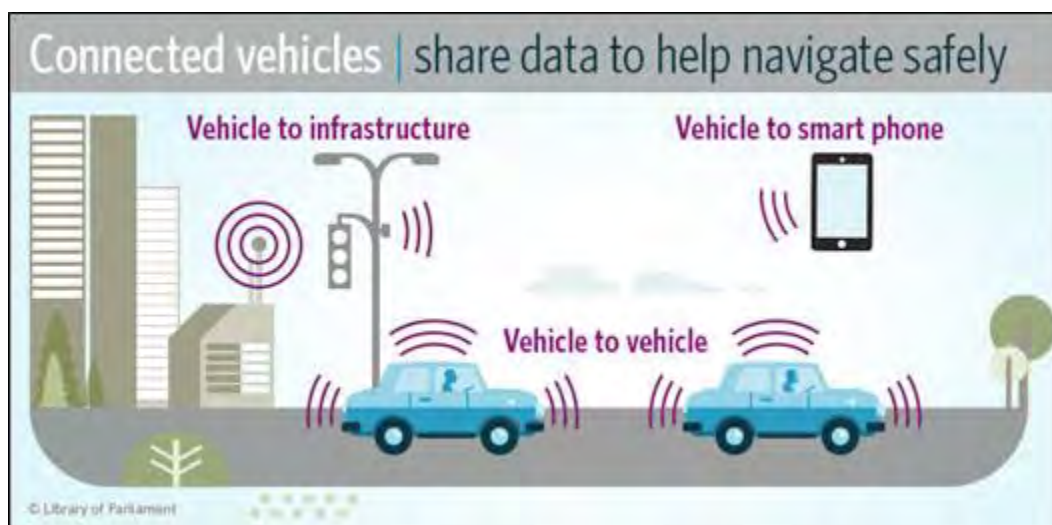 Connected vehicles | share data to help navigate safely
Vehicle to infrastructure
Vehicle to smart phone
Vehicle to vehicle
© Library of Parliament